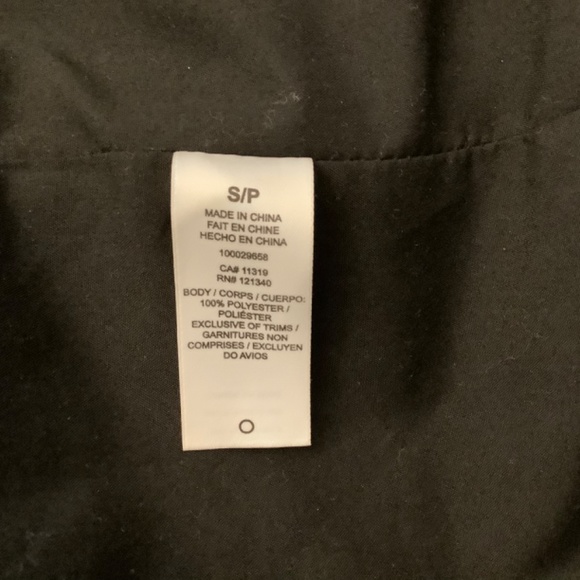 S/P
MADE IN CHINA
FAIT EN CHINE
HECHO EN CHINA
100029658
CA# 11319
RN# 121340
BODY / CORPS / CUERPO:
100% POLYESTER /
POLIÉSTER
EXCLUSIVE OF TRIMS /
GARNITURES NON
COMPRISES / EXCLUYEN
DO AVIOS